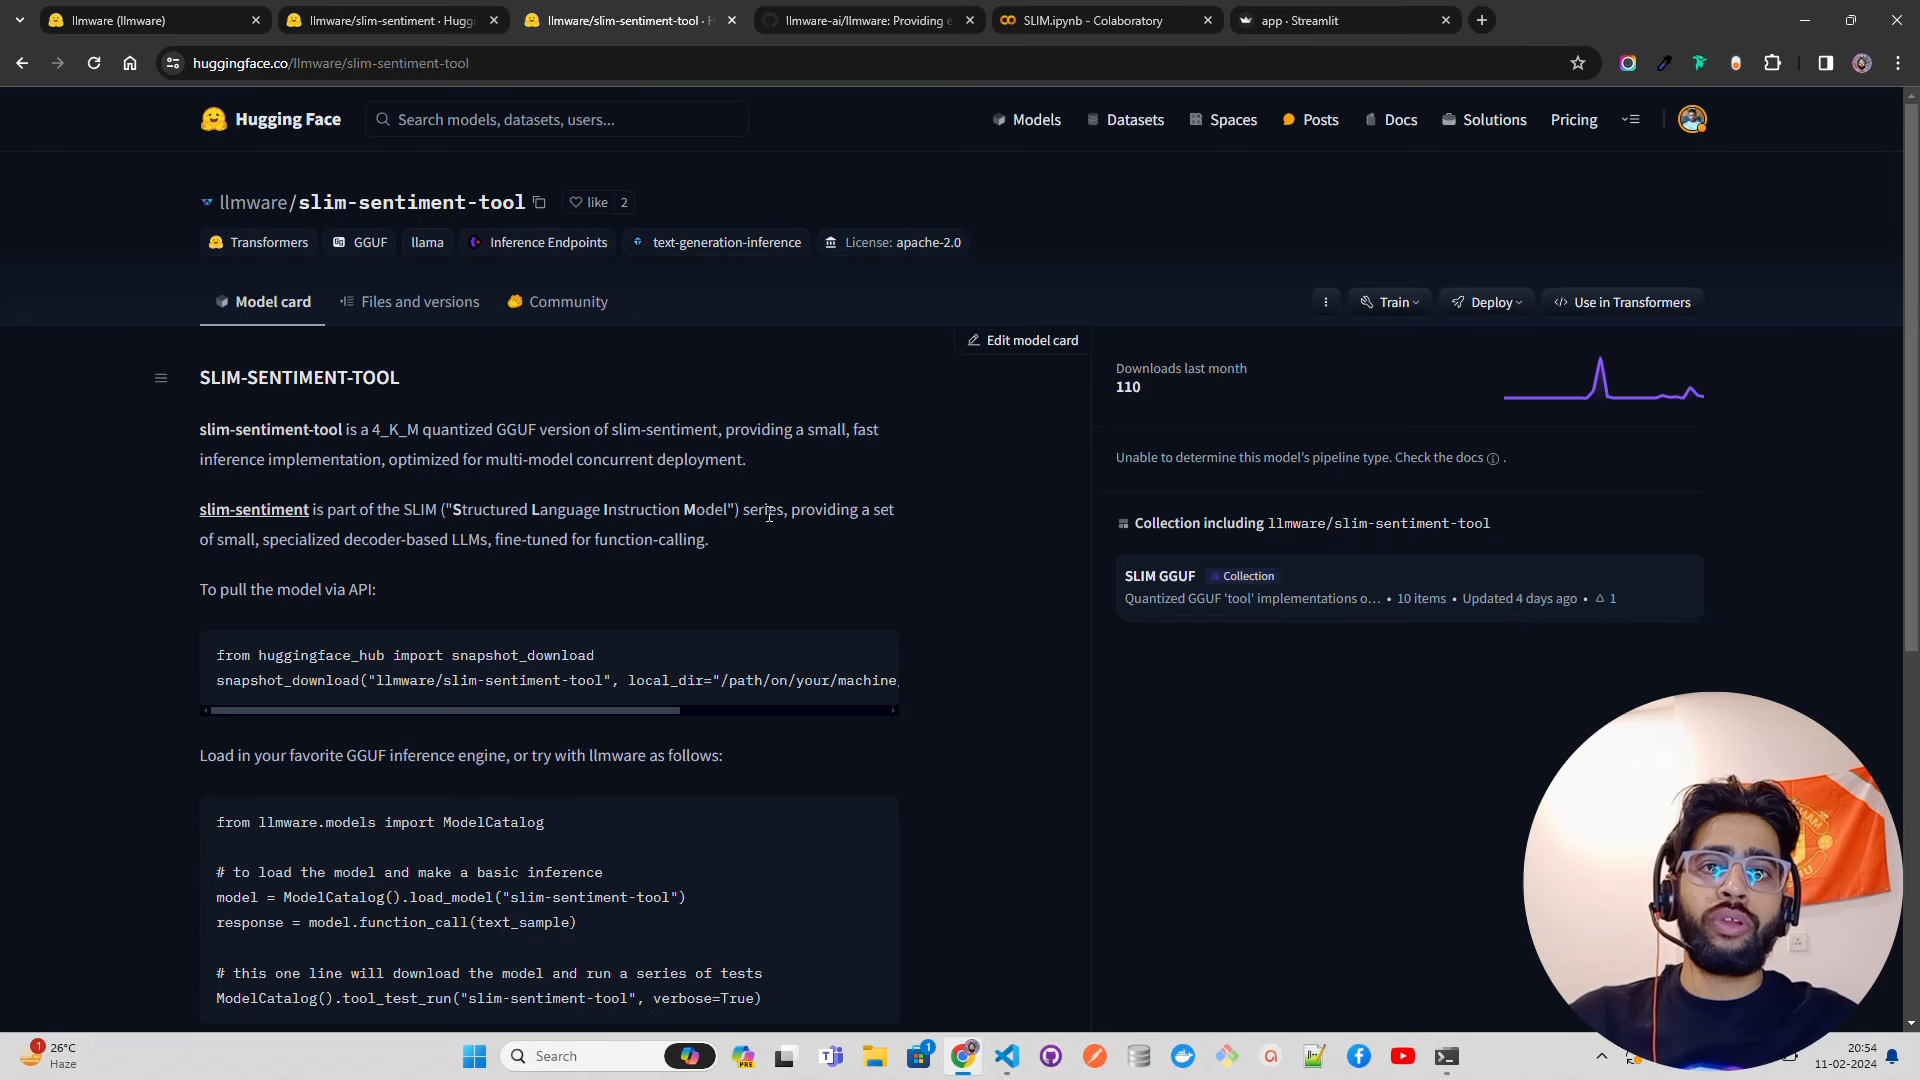 llmware (llmware)
llmware/slim-sentiment · Huggi
llmware/slim-sentiment-tool · H
llmware-ai/llmware: Providing e
SLIM.ipynb - Colaboratory
app · Streamlit
huggingface.co/llmware/slim-sentiment-tool
Hugging Face
Search models, datasets, users...
Models
Datasets
Spaces
Posts
Docs
Solutions
Pricing
llmware/slim-sentiment-tool
like 2
Transformers
GGUF
llama
Inference Endpoints
text-generation-inference
License: apache-2.0
Model card
Files and versions
Community
Train
Deploy
Use in Transformers
Edit model card
SLIM-SENTIMENT-TOOL
slim-sentiment-tool is a 4_K_M quantized GGUF version of slim-sentiment, providing a small, fast
inference implementation, optimized for multi-model concurrent deployment.
slim-sentiment is part of the SLIM ("Structured Language Instruction Model") series, providing a set
of small, specialized decoder-based LLMs, fine-tuned for function-calling.
To pull the model via API:
from huggingface_hub import snapshot_download
snapshot_download("llmware/slim-sentiment-tool", local_dir="/path/on/your/machine,
Load in your favorite GGUF inference engine, or try with llmware as follows:
from llmware.models import ModelCatalog
# to load the model and make a basic inference
model = ModelCatalog().load_model("slim-sentiment-tool")
response = model.function_call(text_sample)
# this one line will download the model and run a series of tests
ModelCatalog().tool_test_run("slim-sentiment-tool", verbose=True)
Downloads last month
110
Unable to determine this model's pipeline type. Check the docs .
Collection including llmware/slim-sentiment-tool
SLIM GGUF Collection
Quantized GGUF 'tool' implementations o... • 10 items • Updated 4 days ago • 1
1
26°C
Haze
Search
PRE
1
20:54
11-02-2024